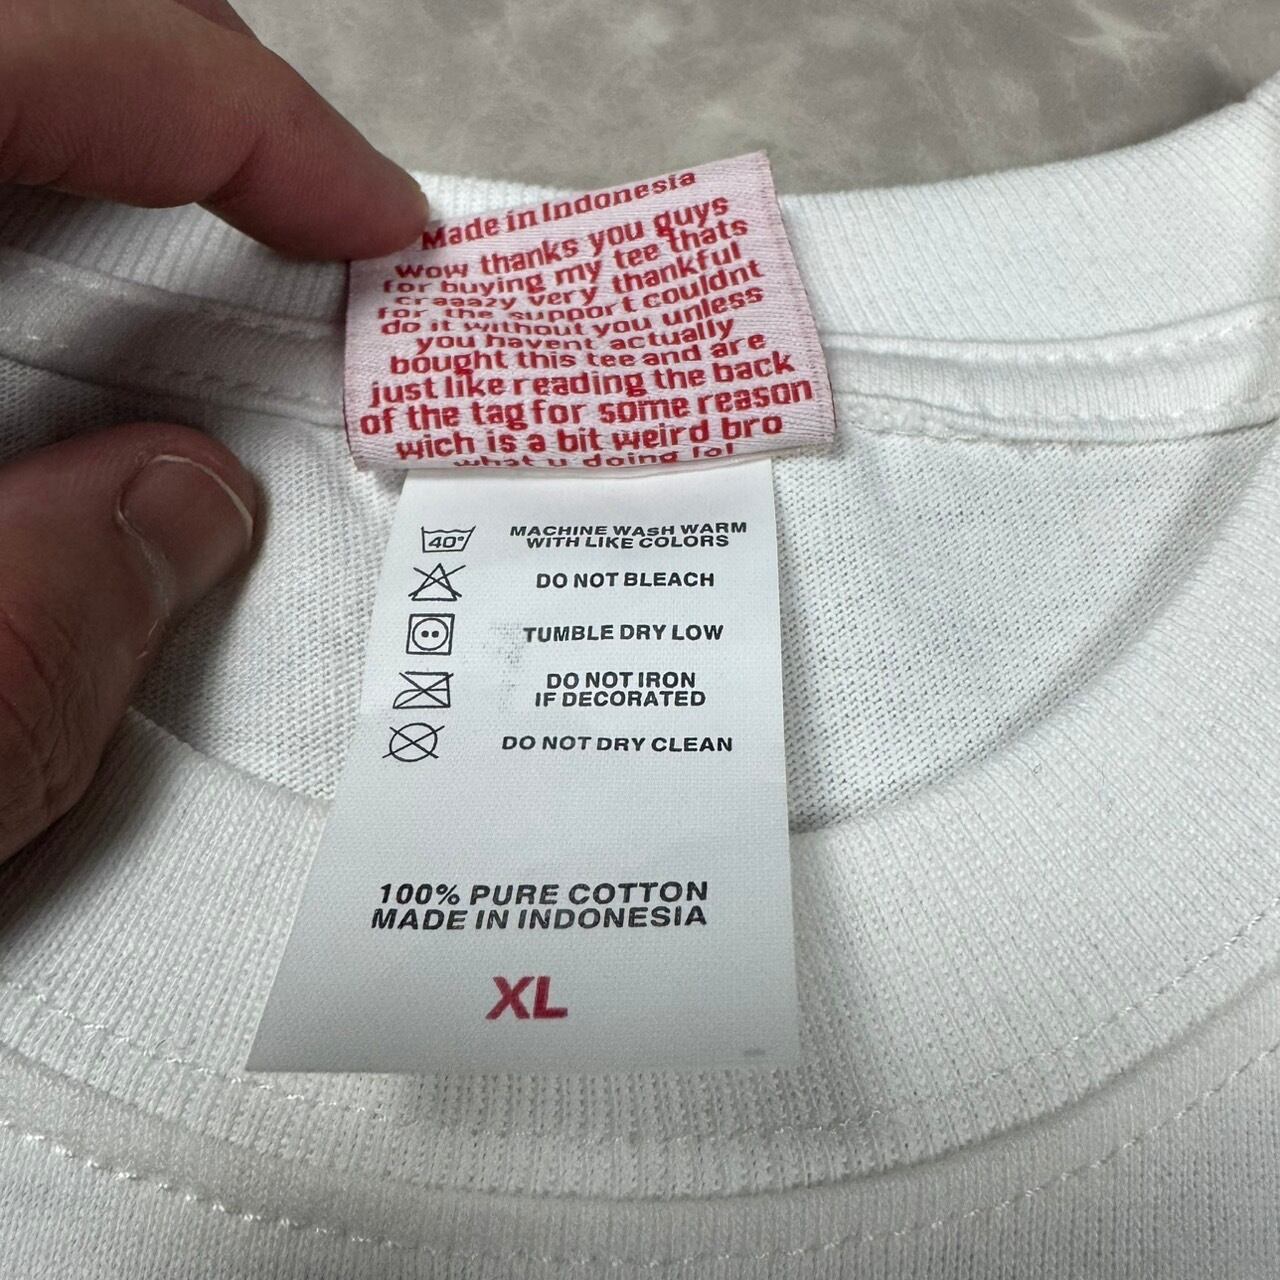 Made in Indonesia
wow thanks you guys
for buying my tee thats
craaazy very thankful
for the support couldnt
do it without you unless
you havent actually
bought this tee and are
just like reading the back
of the tag for some reason
wich is a bit weird bro
what u doing lol
40°
MACHINE WASH WARM
WITH LIKE COLORS
DO NOT BLEACH
TUMBLE DRY LOW
DO NOT IRON
IF DECORATED
DO NOT DRY CLEAN
100% PURE COTTON
MADE IN INDONESIA
XL